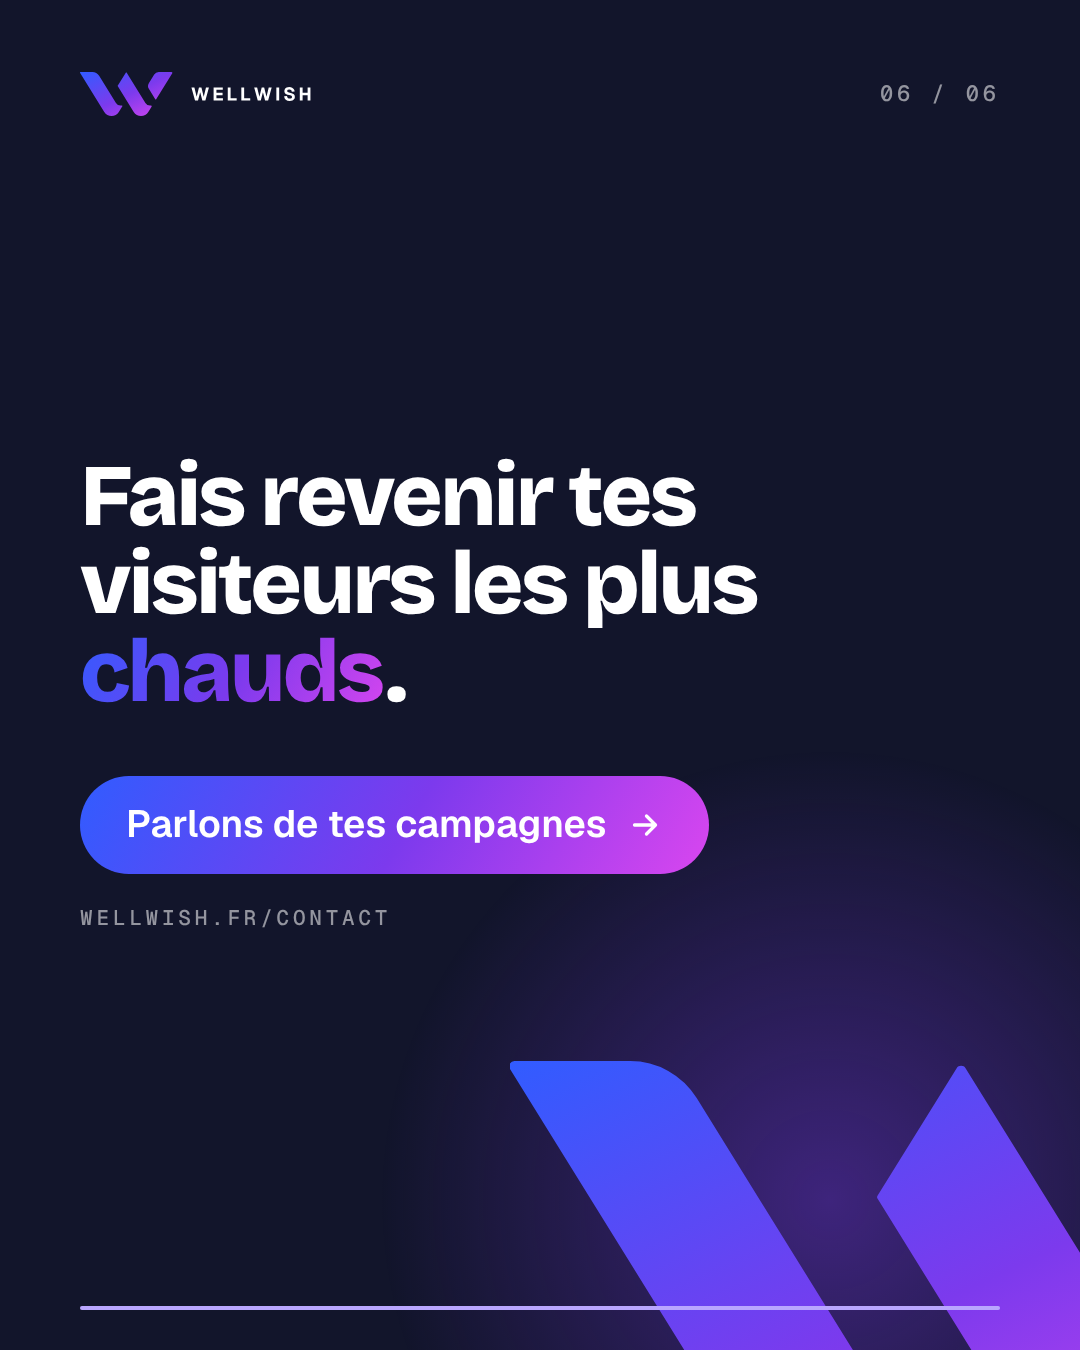 WELLWISH
06 / 06
Fais revenir tes
visiteurs les plus
chauds.
Parlons de tes campagnes →
WELLWISH.FR/CONTACT